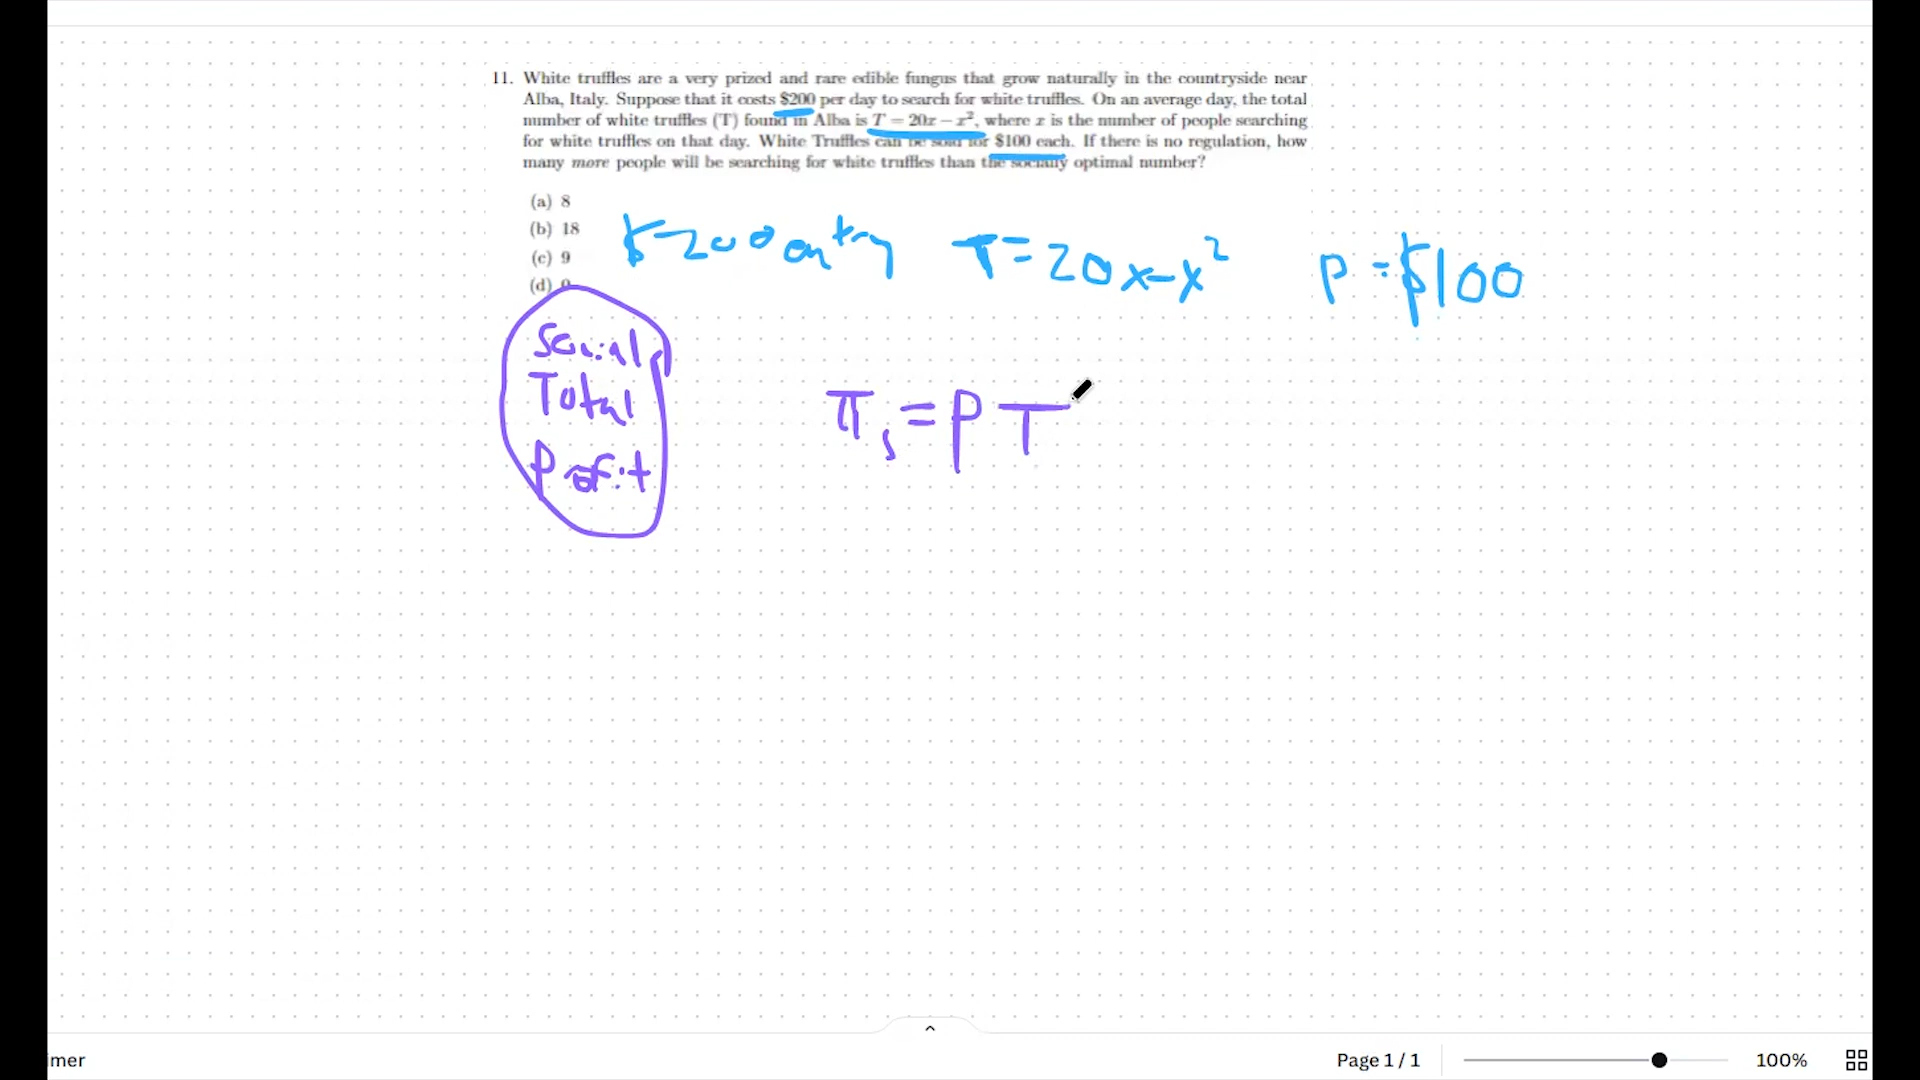 11. White truffles are a very prized and rare edible fungus that grow naturally in the countryside near
Alba, Italy. Suppose that it costs $200 per day to search for white truffles. On an average day, the total
number of white truffles (T) found in Alba is T = 20x − x², where x is the number of people searching
for white truffles on that day. White Truffles can be sold for $100 each. If there is no regulation, how
many more people will be searching for white truffles than the socially optimal number?
(a) 8
(b) 18
(c) 9
(d)
$200 entry T = 20x-x² P = $100
Social
Total
Profit
π_s = P T
imer
Page 1 / 1
100%